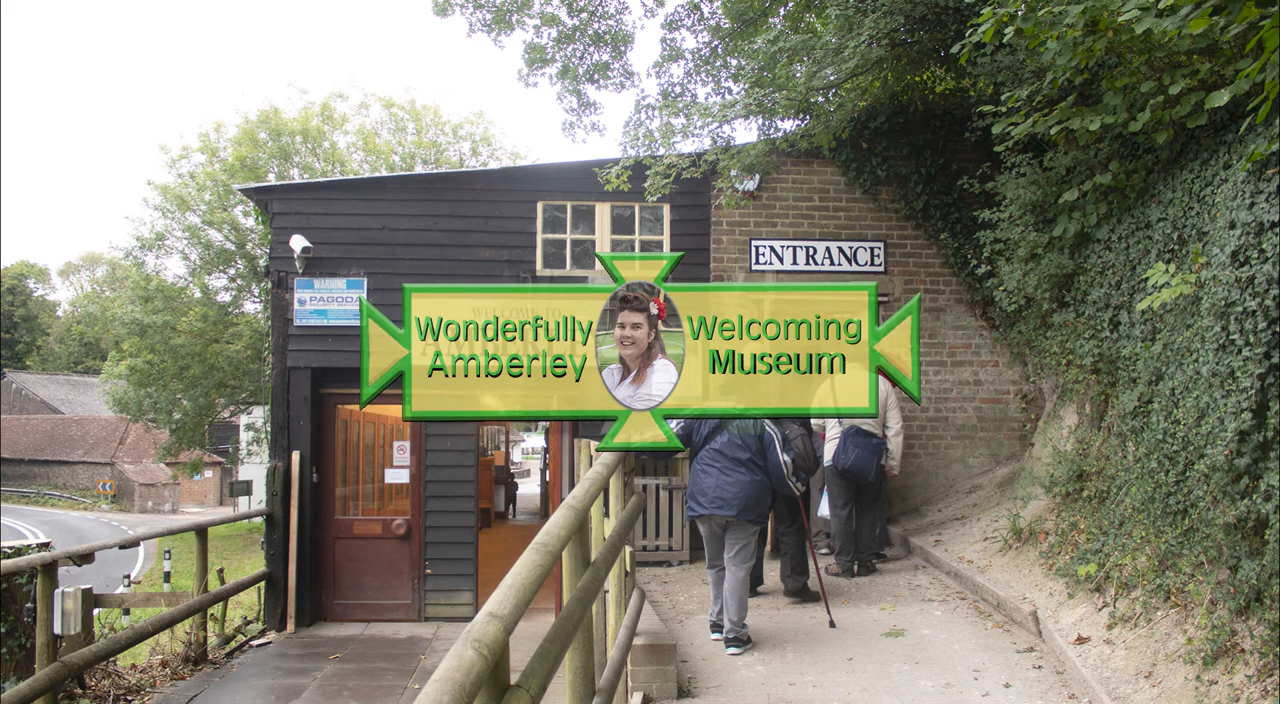 ENTRANCE
WARNING
PAGODA
Wonderfully
Amberley
Welcoming
Museum